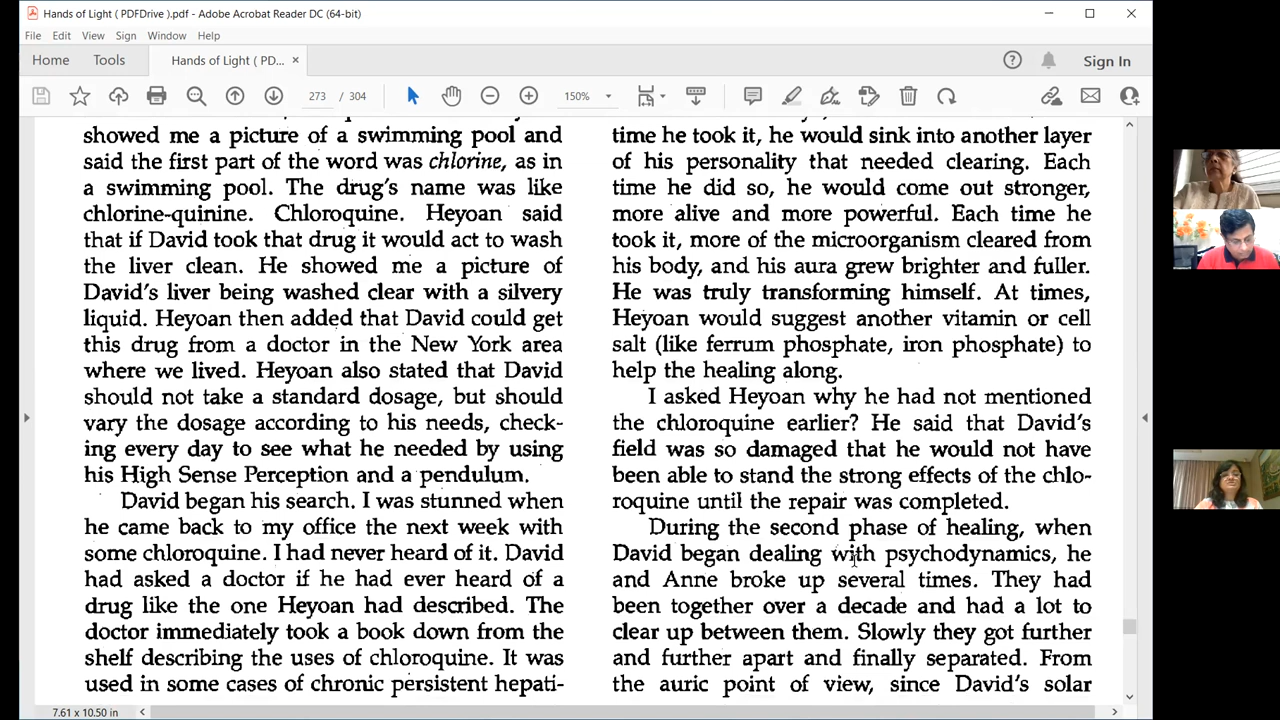 Hands of Light ( PDFDrive ).pdf - Adobe Acrobat Reader DC (64-bit)
File Edit View Sign Window Help
Home Tools Hands of Light ( PD... × Sign In
273 / 304 150%
showed me a picture of a swimming pool and
said the first part of the word was chlorine, as in
a swimming pool. The drug's name was like
chlorine-quinine. Chloroquine. Heyoan said
that if David took that drug it would act to wash
the liver clean. He showed me a picture of
David's liver being washed clear with a silvery
liquid. Heyoan then added that David could get
this drug from a doctor in the New York area
where we lived. Heyoan also stated that David
should not take a standard dosage, but should
vary the dosage according to his needs, check-
ing every day to see what he needed by using
his High Sense Perception and a pendulum.
David began his search. I was stunned when
he came back to my office the next week with
some chloroquine. I had never heard of it. David
had asked a doctor if he had ever heard of a
drug like the one Heyoan had described. The
doctor immediately took a book down from the
shelf describing the uses of chloroquine. It was
used in some cases of chronic persistent hepati-
time he took it, he would sink into another layer
of his personality that needed clearing. Each
time he did so, he would come out stronger,
more alive and more powerful. Each time he
took it, more of the microorganism cleared from
his body, and his aura grew brighter and fuller.
He was truly transforming himself. At times,
Heyoan would suggest another vitamin or cell
salt (like ferrum phosphate, iron phosphate) to
help the healing along.
I asked Heyoan why he had not mentioned
the chloroquine earlier? He said that David's
field was so damaged that he would not have
been able to stand the strong effects of the chlo-
roquine until the repair was completed.
During the second phase of healing, when
David began dealing with psychodynamics, he
and Anne broke up several times. They had
been together over a decade and had a lot to
clear up between them. Slowly they got further
and further apart and finally separated. From
the auric point of view, since David's solar
7.61 x 10.50 in